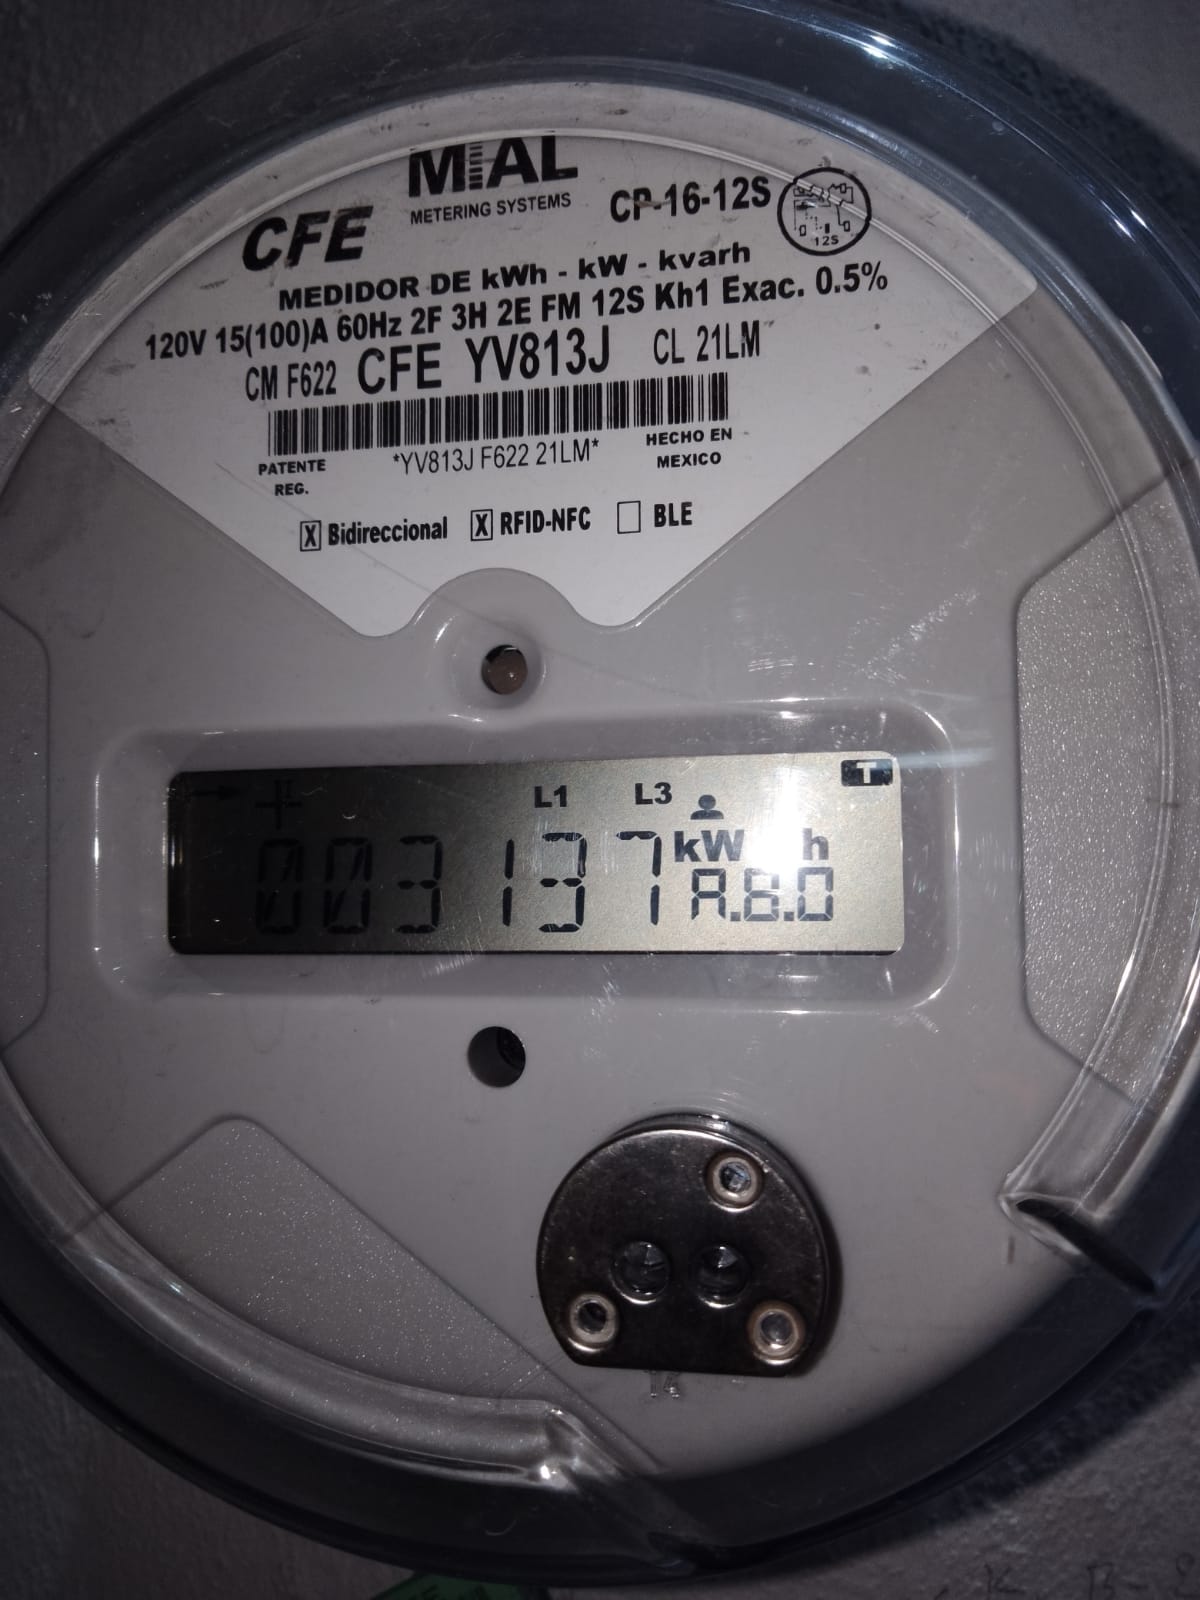 MIAL
METERING SYSTEMS
CFE
CP-16-12S
12S
MEDIDOR DE kWh - kW - kvarh
120V 15(100)A 60Hz 2F 3H 2E FM 12S Kh1 Exac. 0.5%
CM F622 CFE YV813J CL 21LM
*YV813J F622 21LM*
PATENTE
REG.
HECHO EN
MEXICO
X Bidireccional X RFID-NFC BLE
L1 L3 T
003137 kW h
A.8.0